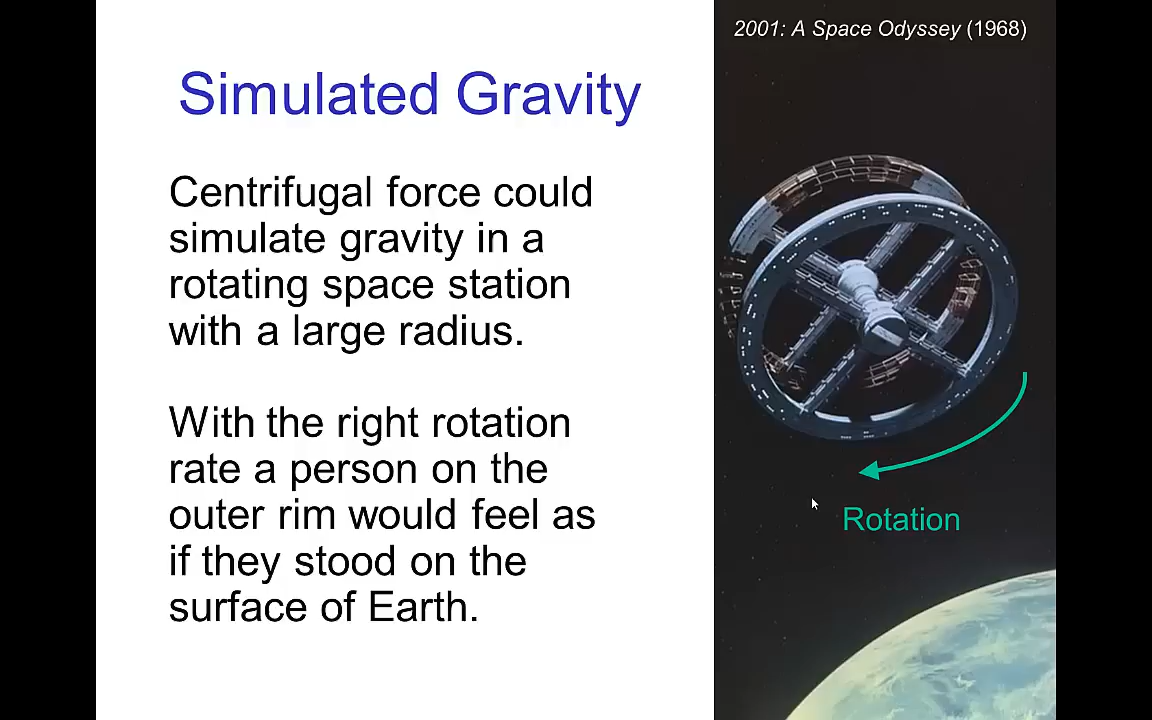 2001: A Space Odyssey (1968)
Simulated Gravity
Centrifugal force could
simulate gravity in a
rotating space station
with a large radius.
With the right rotation
rate a person on the
outer rim would feel as
if they stood on the
surface of Earth.
Rotation